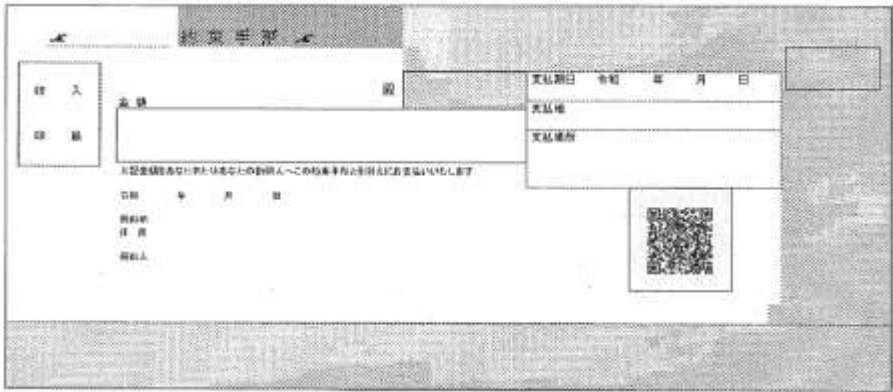 約束手形
収入
印紙
金額
殿
支払期日 令和 年 月 日
支払地
支払場所
上記金額をあなたまたはあなたの指図人へこの約束手形と引替えにお支払いいたします
令和 年 月 日
振出地
住所
振出人